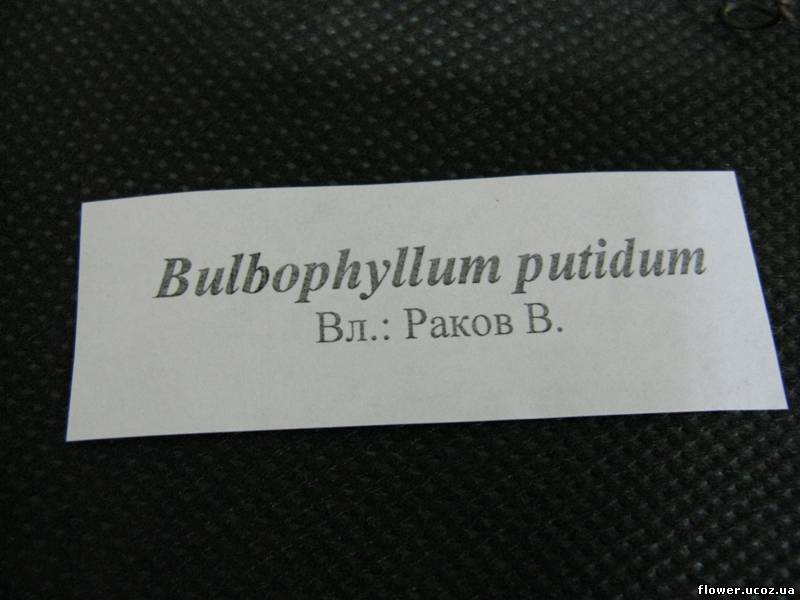 Bulbophyllum putidum
Вл.: Раков В.
flower.ucoz.ua